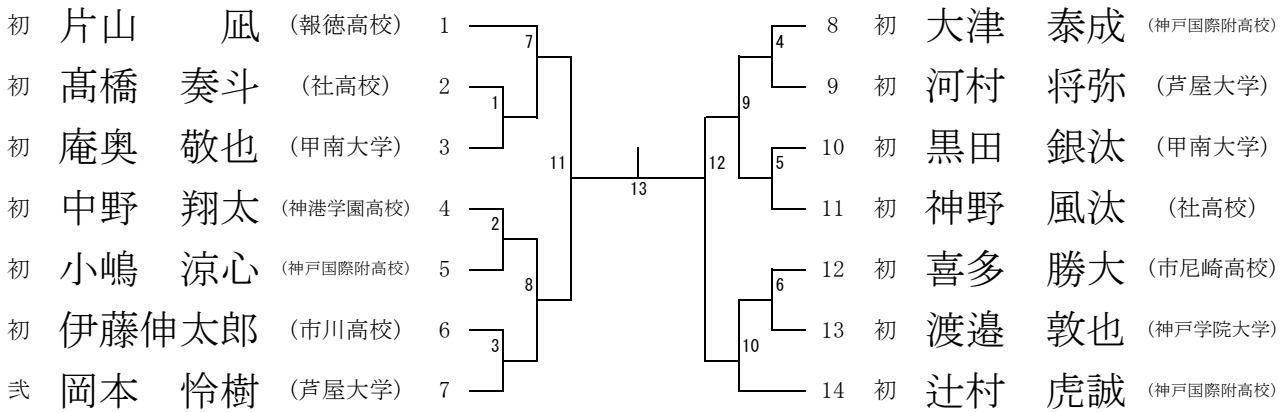 初 片山 凪 (報徳高校) 1
初 髙橋 奏斗 (社高校) 2
初 庵奥 敬也 (甲南大学) 3
初 中野 翔太 (神港学園高校) 4
初 小嶋 涼心 (神戸国際附高校) 5
初 伊藤伸太郎 (市川高校) 6
弐 岡本 怜樹 (芦屋大学) 7
7
1
11
2
8
3
13
4
9
5
12
6
10
8 初 大津 泰成 (神戸国際附高校)
9 初 河村 将弥 (芦屋大学)
10 初 黒田 銀汰 (甲南大学)
11 初 神野 風汰 (社高校)
12 初 喜多 勝大 (市尼崎高校)
13 初 渡邉 敦也 (神戸学院大学)
14 初 辻村 虎誠 (神戸国際附高校)